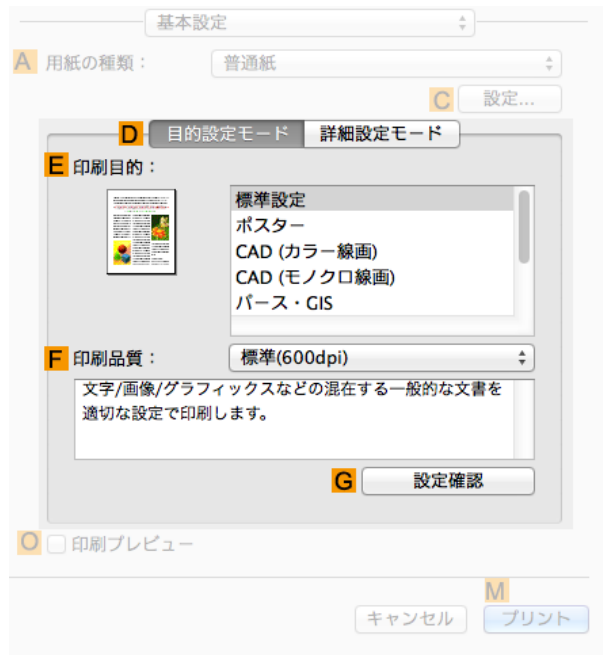 基本設定
A 用紙の種類： 普通紙
C 設定...
D 目的設定モード 詳細設定モード
E 印刷目的：
標準設定
ポスター
CAD (カラー線画)
CAD (モノクロ線画)
パース・GIS
F 印刷品質： 標準(600dpi)
文字/画像/グラフィックスなどの混在する一般的な文書を
適切な設定で印刷します。
G 設定確認
O 印刷プレビュー
M
キャンセル プリント